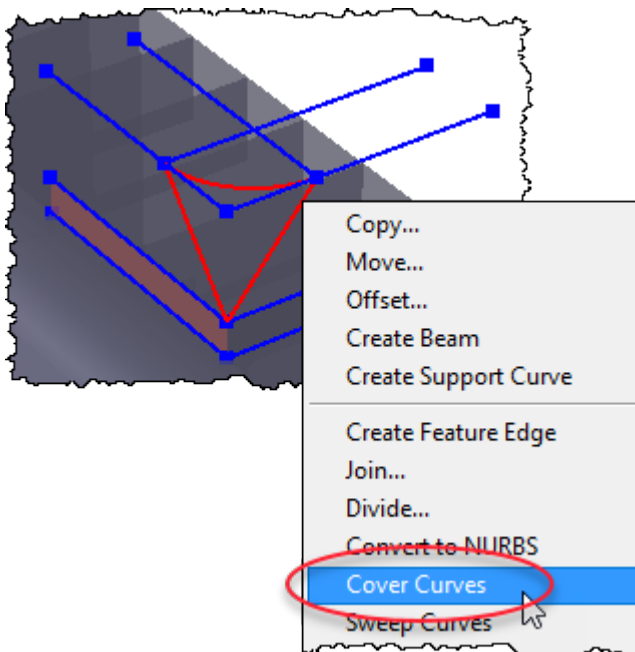 Copy...
Move...
Offset...
Create Beam
Create Support Curve
Create Feature Edge
Join...
Divide...
Convert to NURBS
Cover Curves
Sweep Curves